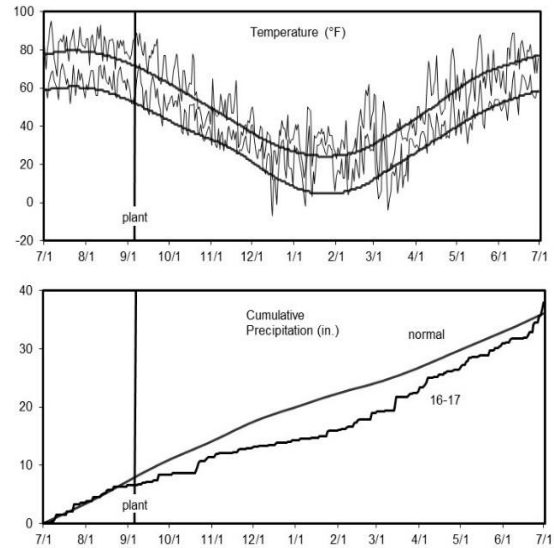 Temperature (°F)
100
80
60
40
20
0
-20
plant
7/1 8/1 9/1 10/1 11/1 12/1 1/1 2/1 3/1 4/1 5/1 6/1 7/1
Cumulative
Precipitation (in.)
normal
16-17
40
30
20
10
0
plant
7/1 8/1 9/1 10/1 11/1 12/1 1/1 2/1 3/1 4/1 5/1 6/1 7/1